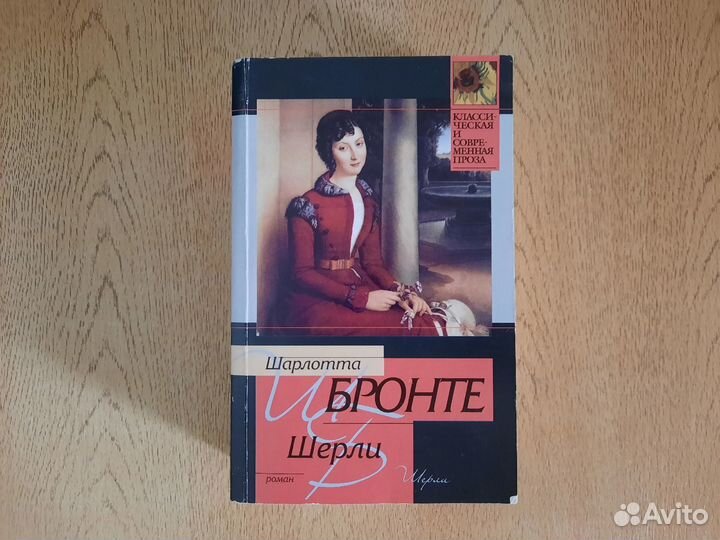 КЛАССИ-
ЧЕСКАЯ
И
СОВРЕ-
МЕННАЯ
ПРОЗА
Шарлотта
БРОНТЕ
Шерли
роман
Шерли
Avito